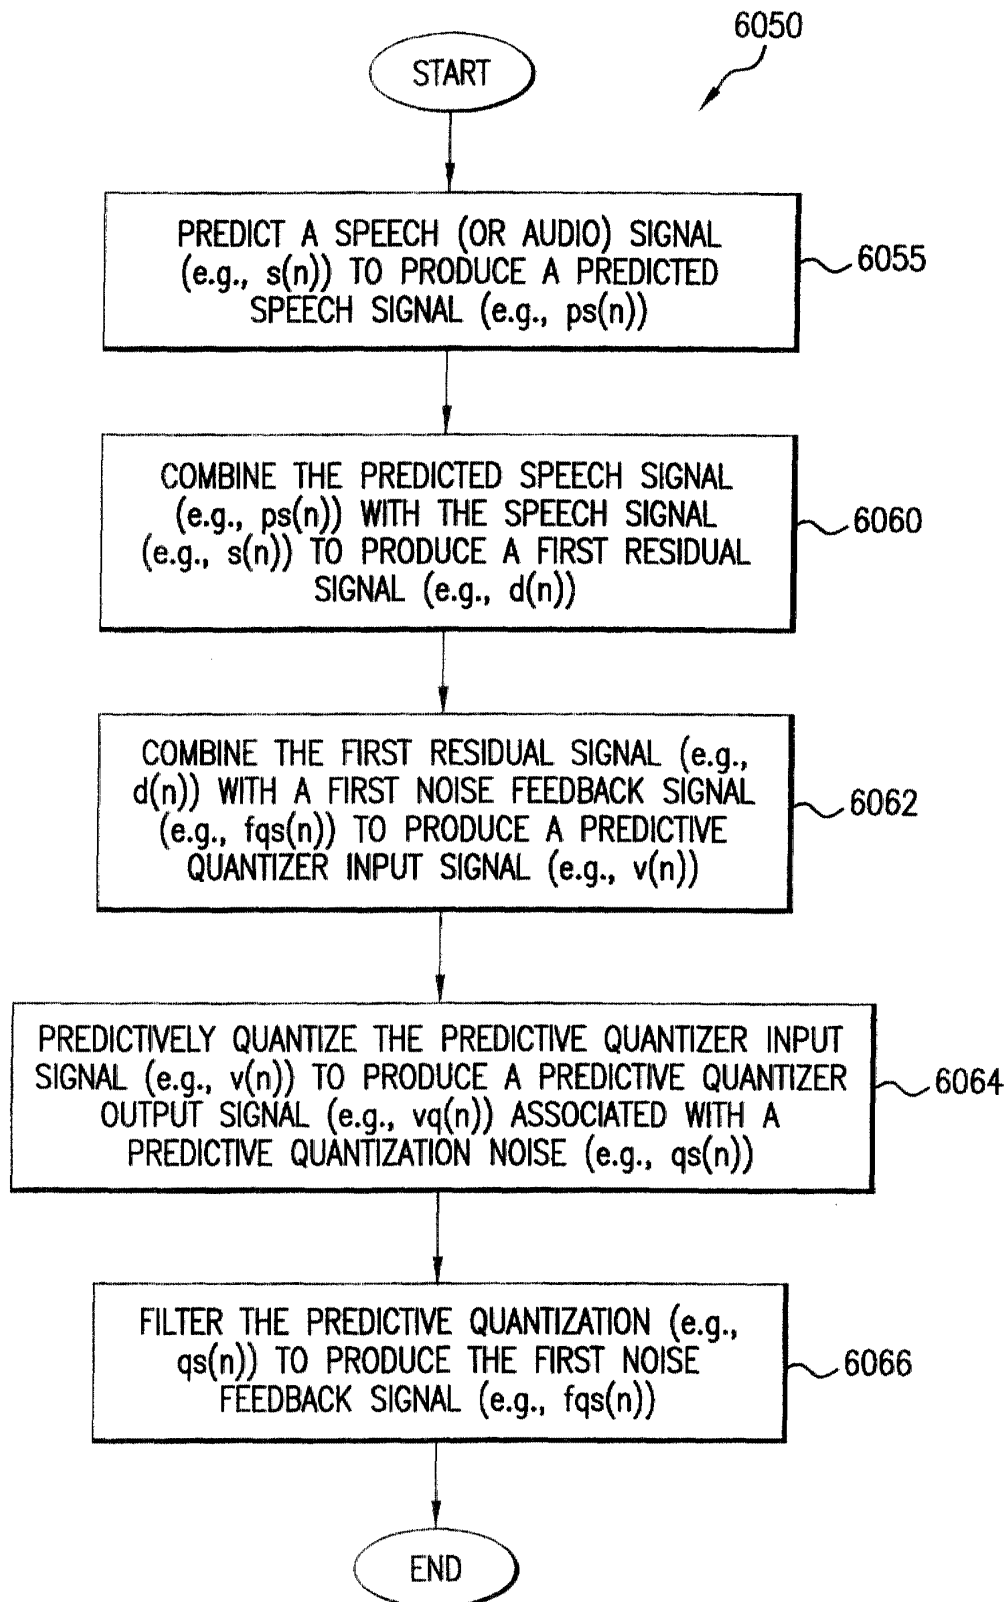 6050
START
PREDICT A SPEECH (OR AUDIO) SIGNAL
(e.g., s(n)) TO PRODUCE A PREDICTED
SPEECH SIGNAL (e.g., ps(n))
6055
COMBINE THE PREDICTED SPEECH SIGNAL
(e.g., ps(n)) WITH THE SPEECH SIGNAL
(e.g., s(n)) TO PRODUCE A FIRST RESIDUAL
SIGNAL (e.g., d(n))
6060
COMBINE THE FIRST RESIDUAL SIGNAL (e.g.,
d(n)) WITH A FIRST NOISE FEEDBACK SIGNAL
(e.g., fqs(n)) TO PRODUCE A PREDICTIVE
QUANTIZER INPUT SIGNAL (e.g., v(n))
6062
PREDICTIVELY QUANTIZE THE PREDICTIVE QUANTIZER INPUT
SIGNAL (e.g., v(n)) TO PRODUCE A PREDICTIVE QUANTIZER
OUTPUT SIGNAL (e.g., vq(n)) ASSOCIATED WITH A
PREDICTIVE QUANTIZATION NOISE (e.g., qs(n))
6064
FILTER THE PREDICTIVE QUANTIZATION (e.g.,
qs(n)) TO PRODUCE THE FIRST NOISE
FEEDBACK SIGNAL (e.g., fqs(n))
6066
END